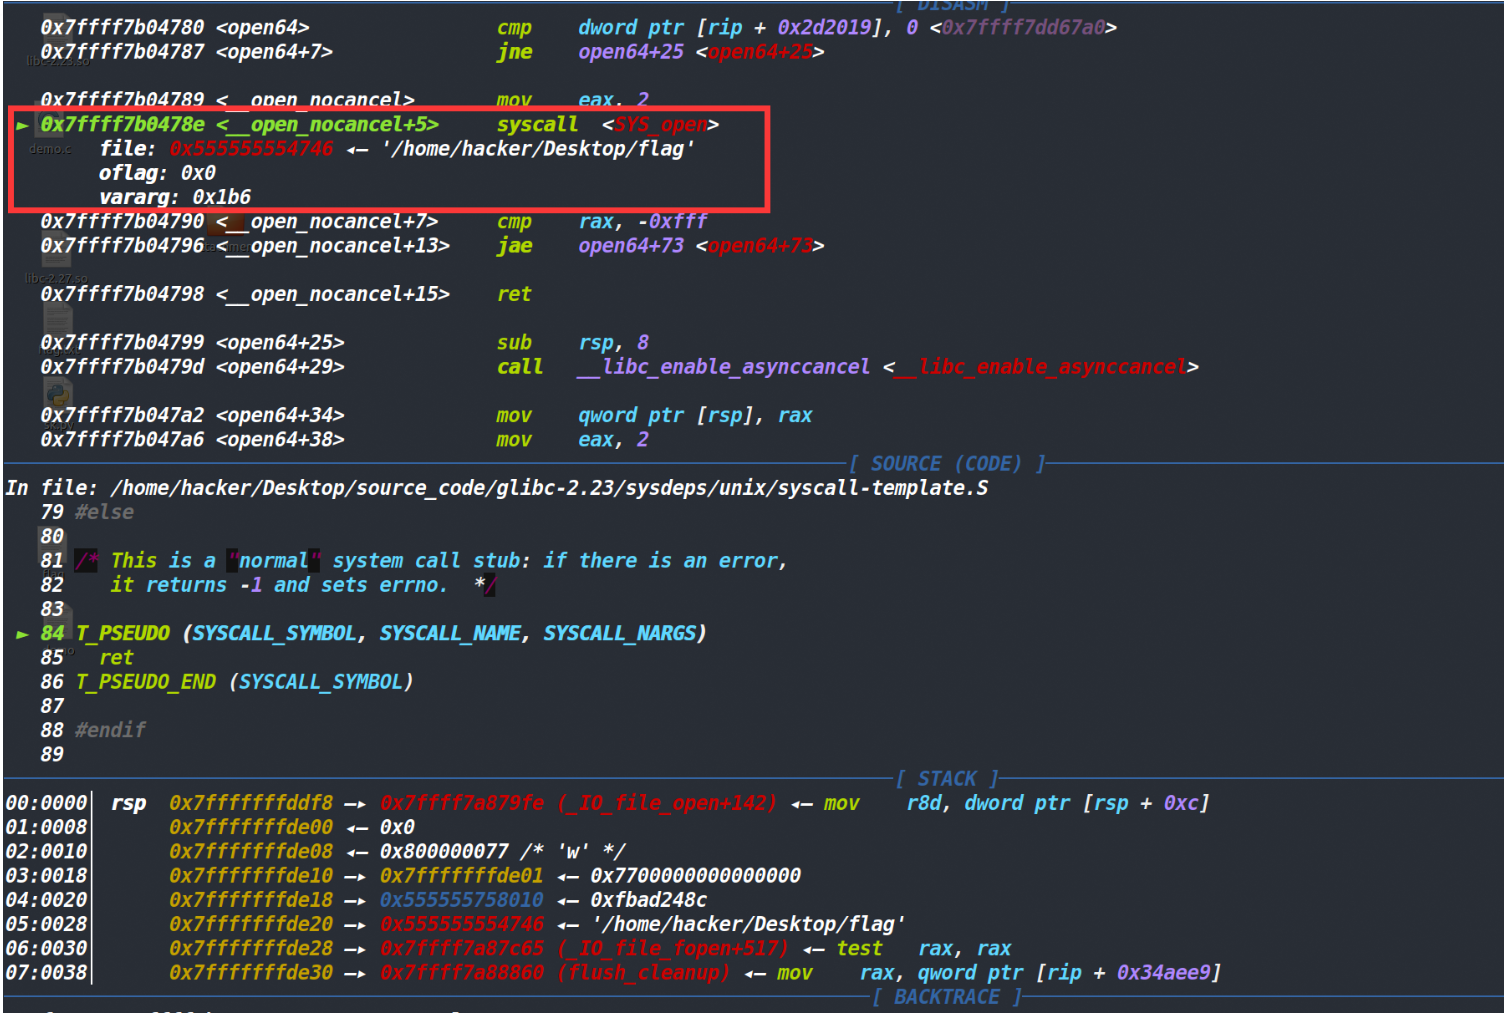 [ DISASM ]
0x7ffff7b04780 <open64> cmp dword ptr [rip + 0x2d2019], 0 <0x7ffff7dd67a0>
0x7ffff7b04787 <open64+7> jne open64+25 <open64+25>
libc-2.23.so
0x7ffff7b04789 <__open_nocancel> mov eax, 2
► 0x7ffff7b0478e <__open_nocancel+5> syscall <SYS_open>
demo.c
file: 0x555555554746 ◂— '/home/hacker/Desktop/flag'
oflag: 0x0
vararg: 0x1b6
0x7ffff7b04790 <__open_nocancel+7> cmp rax, -0xfff
0x7ffff7b04796 <__open_nocancel+13> jae open64+73 <open64+73>
libc-2.27.so
0x7ffff7b04798 <__open_nocancel+15> ret
0x7ffff7b04799 <open64+25> sub rsp, 8
0x7ffff7b0479d <open64+29> call __libc_enable_asynccancel <__libc_enable_asynccancel>
0x7ffff7b047a2 <open64+34> mov qword ptr [rsp], rax
0x7ffff7b047a6 <open64+38> mov eax, 2
[ SOURCE (CODE) ]
In file: /home/hacker/Desktop/source_code/glibc-2.23/sysdeps/unix/syscall-template.S
79 #else
80
81 /* This is a "normal" system call stub: if there is an error,
82 it returns -1 and sets errno. */
83
► 84 T_PSEUDO (SYSCALL_SYMBOL, SYSCALL_NAME, SYSCALL_NARGS)
85 ret
86 T_PSEUDO_END (SYSCALL_SYMBOL)
87
88 #endif
89
[ STACK ]
00:0000│ rsp 0x7fffffffddf8 —▸ 0x7ffff7a879fe (_IO_file_open+142) ◂— mov r8d, dword ptr [rsp + 0xc]
01:0008│ 0x7fffffffde00 ◂— 0x0
02:0010│ 0x7fffffffde08 ◂— 0x800000077 /* 'w' */
03:0018│ 0x7fffffffde10 —▸ 0x7fffffffde01 ◂— 0x7700000000000000
04:0020│ 0x7fffffffde18 —▸ 0x555555758010 ◂— 0xfbad248c
05:0028│ 0x7fffffffde20 —▸ 0x555555554746 ◂— '/home/hacker/Desktop/flag'
06:0030│ 0x7fffffffde28 —▸ 0x7ffff7a87c65 (_IO_file_fopen+517) ◂— test rax, rax
07:0038│ 0x7fffffffde30 —▸ 0x7ffff7a88860 (flush_cleanup) ◂— mov rax, qword ptr [rip + 0x34aee9]
[ BACKTRACE ]